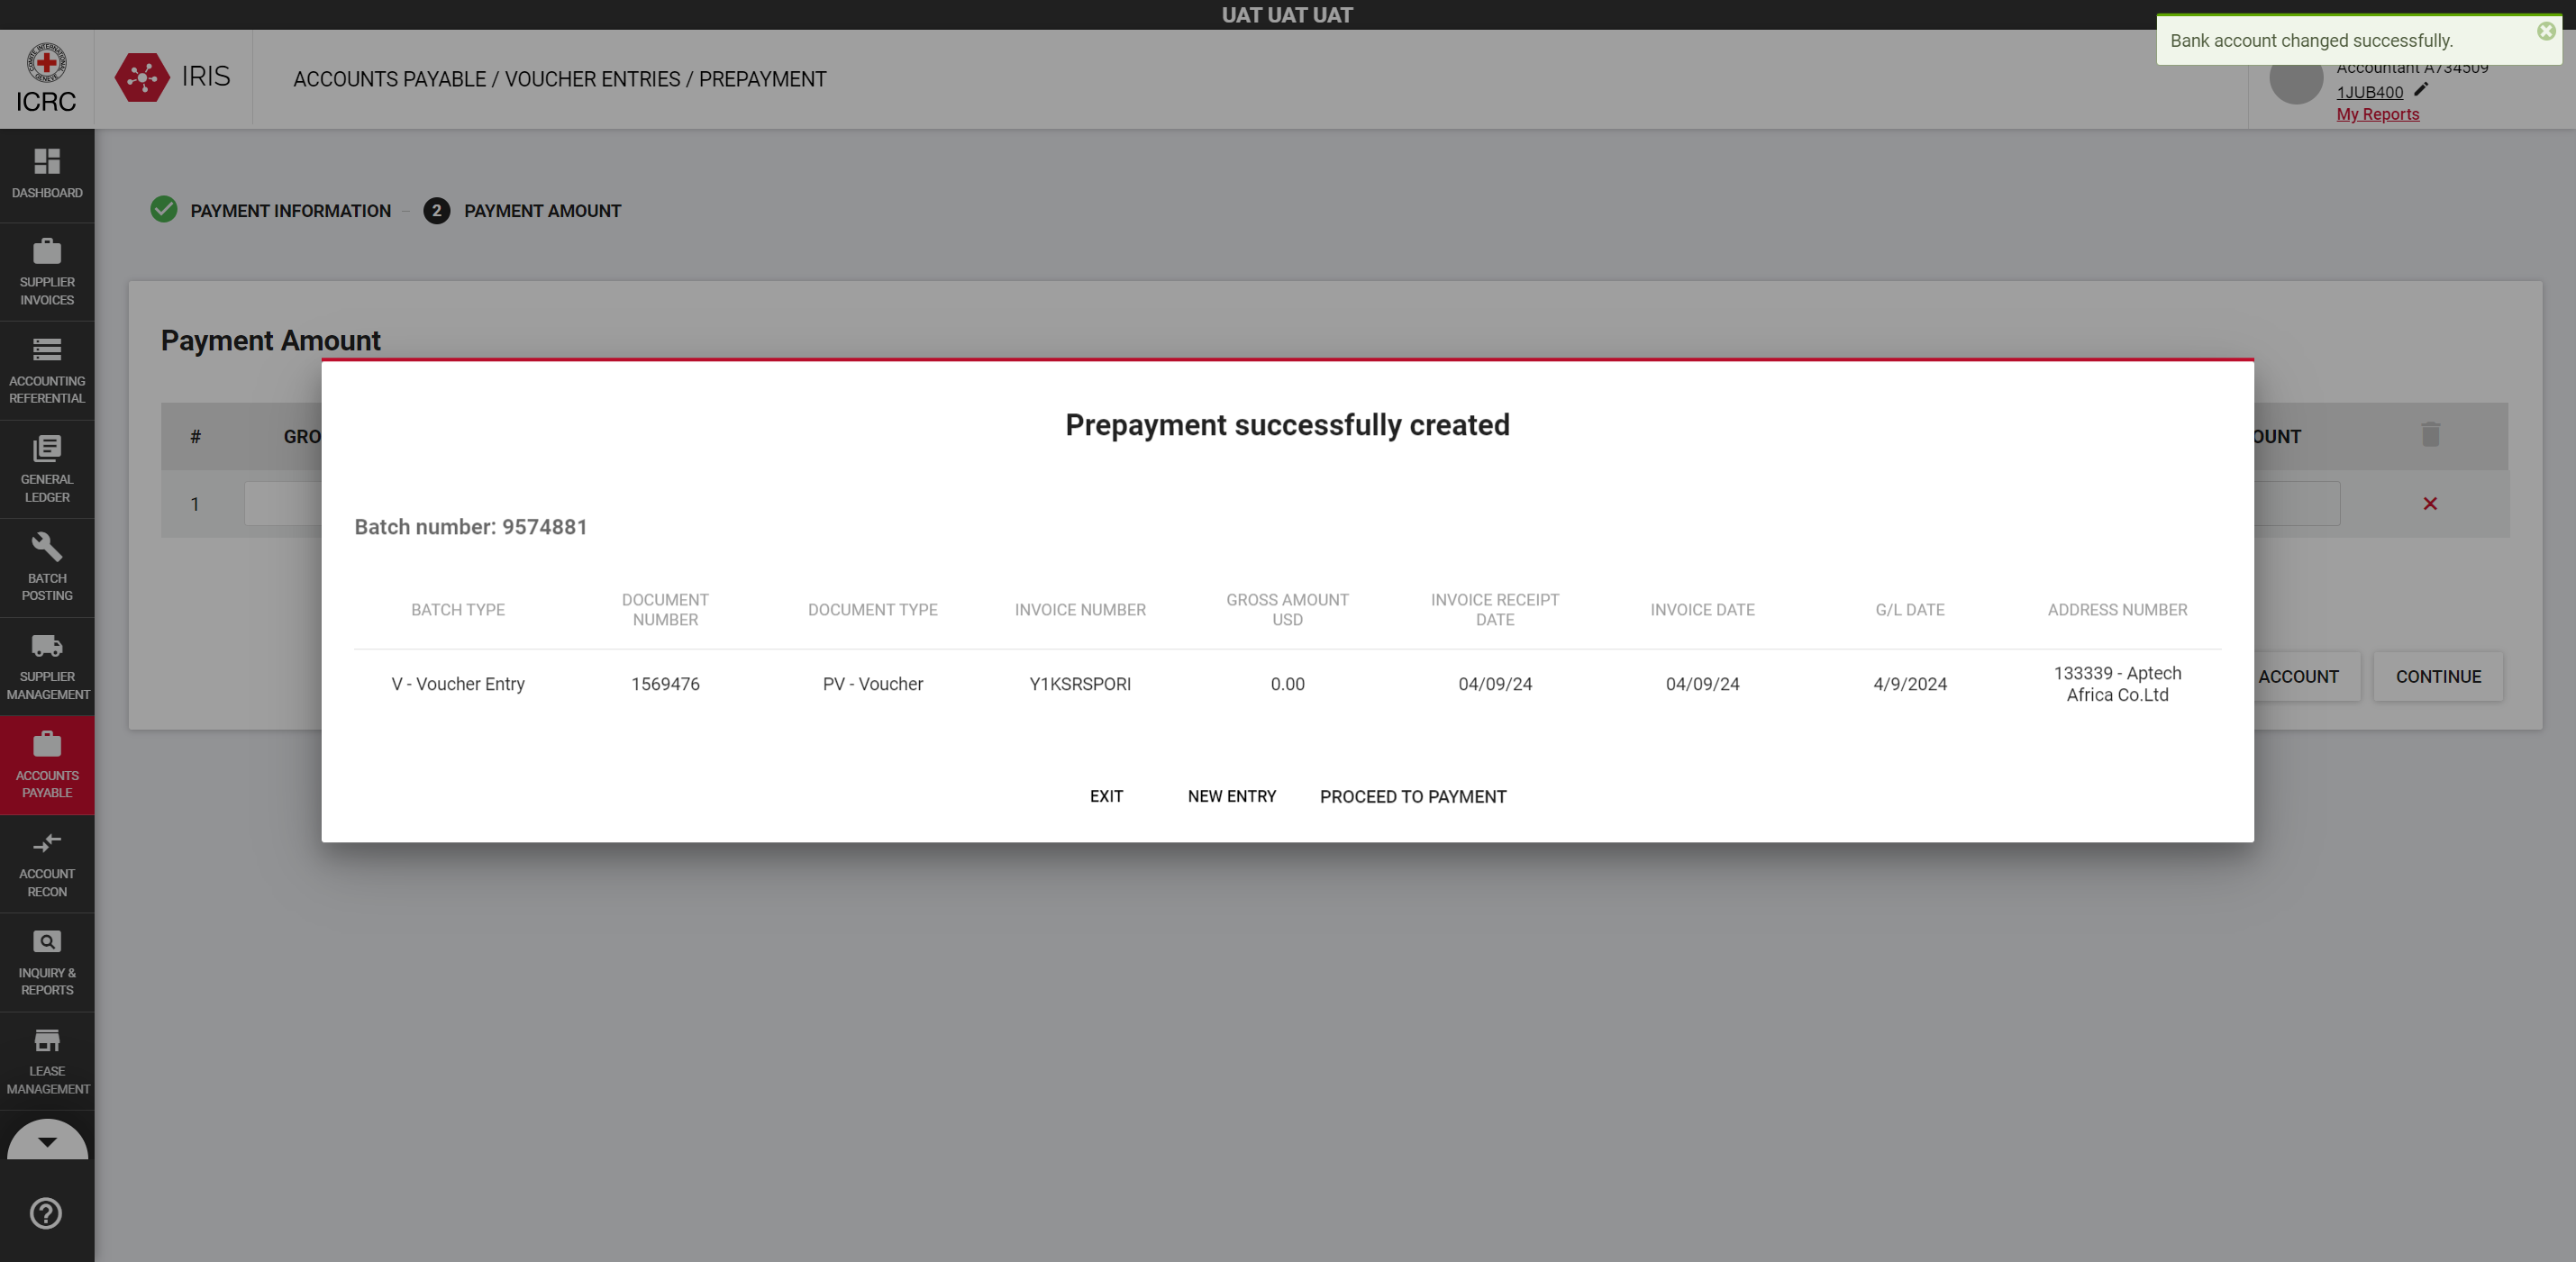 UAT UAT UAT
Bank account changed successfully.
ICRC
IRIS
ACCOUNTS PAYABLE / VOUCHER ENTRIES / PREPAYMENT
Accountant A734509
1JUB400
My Reports
DASHBOARD
SUPPLIER
INVOICES
ACCOUNTING
REFERENTIAL
GENERAL
LEDGER
BATCH
POSTING
SUPPLIER
MANAGEMENT
ACCOUNTS
PAYABLE
ACCOUNT
RECON
INQUIRY &
REPORTS
LEASE
MANAGEMENT
PAYMENT INFORMATION – 2 PAYMENT AMOUNT
Payment Amount
# GRO OUNT
1
Prepayment successfully created
Batch number: 9574881
BATCH TYPE DOCUMENT NUMBER DOCUMENT TYPE INVOICE NUMBER GROSS AMOUNT USD INVOICE RECEIPT DATE INVOICE DATE G/L DATE ADDRESS NUMBER
V - Voucher Entry 1569476 PV - Voucher Y1KSRSPORI 0.00 04/09/24 04/09/24 4/9/2024 133339 - Aptech Africa Co.Ltd
EXIT NEW ENTRY PROCEED TO PAYMENT
ACCOUNT CONTINUE